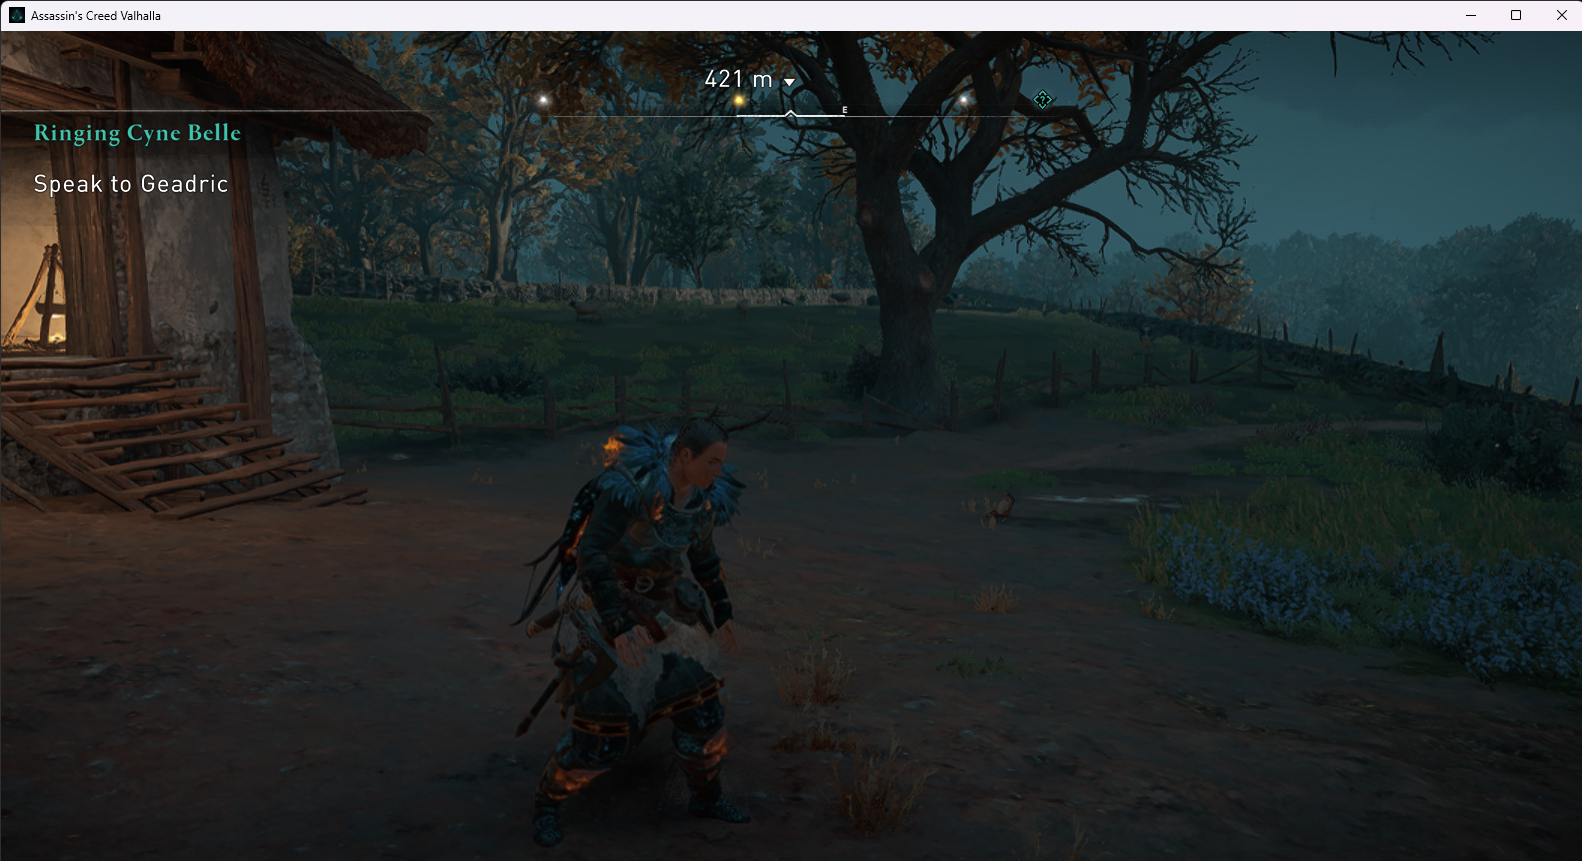 Assassin's Creed Valhalla
421 m
E
Ringing Cyne Belle
Speak to Geadric